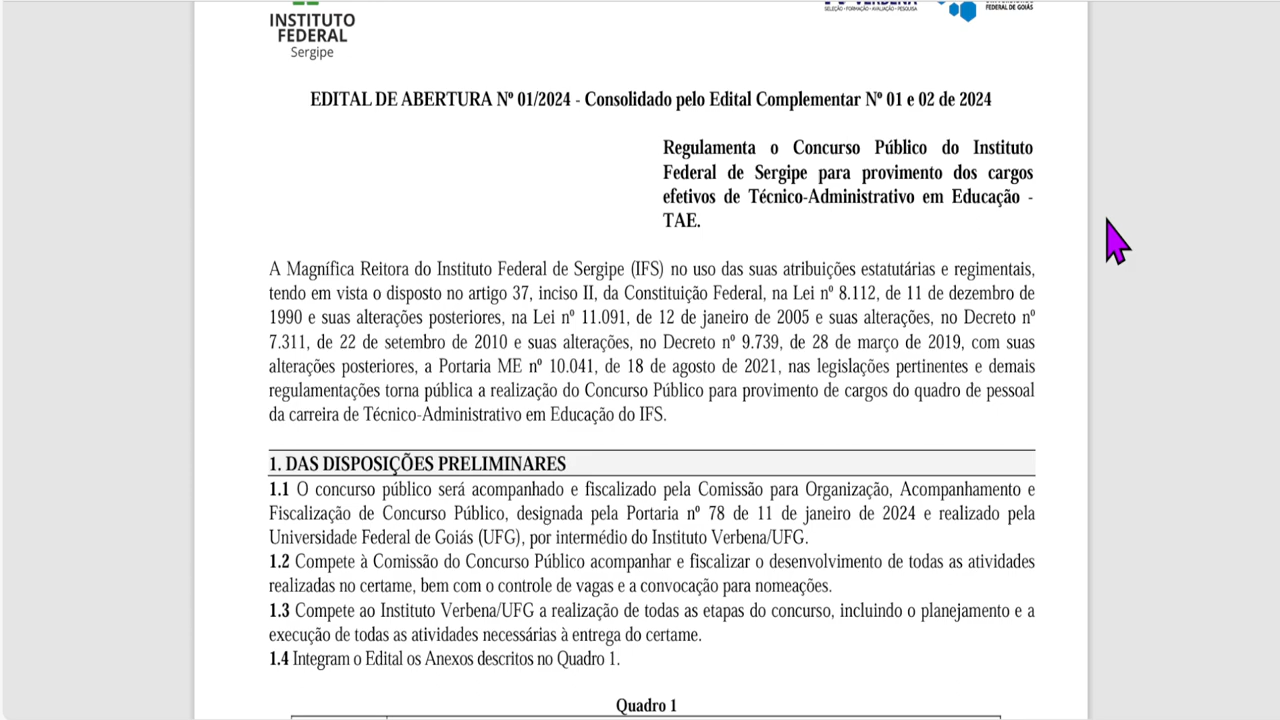 INSTITUTO
FEDERAL
Sergipe
VERBENA
SELEÇÃO • FORMAÇÃO • AVALIAÇÃO • PESQUISA
FEDERAL DE GOIÁS
EDITAL DE ABERTURA Nº 01/2024 - Consolidado pelo Edital Complementar Nº 01 e 02 de 2024
Regulamenta o Concurso Público do Instituto
Federal de Sergipe para provimento dos cargos
efetivos de Técnico-Administrativo em Educação -
TAE.
A Magnífica Reitora do Instituto Federal de Sergipe (IFS) no uso das suas atribuições estatutárias e regimentais,
tendo em vista o disposto no artigo 37, inciso II, da Constituição Federal, na Lei nº 8.112, de 11 de dezembro de
1990 e suas alterações posteriores, na Lei nº 11.091, de 12 de janeiro de 2005 e suas alterações, no Decreto nº
7.311, de 22 de setembro de 2010 e suas alterações, no Decreto nº 9.739, de 28 de março de 2019, com suas
alterações posteriores, a Portaria ME nº 10.041, de 18 de agosto de 2021, nas legislações pertinentes e demais
regulamentações torna pública a realização do Concurso Público para provimento de cargos do quadro de pessoal
da carreira de Técnico-Administrativo em Educação do IFS.
1. DAS DISPOSIÇÕES PRELIMINARES
1.1 O concurso público será acompanhado e fiscalizado pela Comissão para Organização, Acompanhamento e
Fiscalização de Concurso Público, designada pela Portaria nº 78 de 11 de janeiro de 2024 e realizado pela
Universidade Federal de Goiás (UFG), por intermédio do Instituto Verbena/UFG.
1.2 Compete à Comissão do Concurso Público acompanhar e fiscalizar o desenvolvimento de todas as atividades
realizadas no certame, bem com o controle de vagas e a convocação para nomeações.
1.3 Compete ao Instituto Verbena/UFG a realização de todas as etapas do concurso, incluindo o planejamento e a
execução de todas as atividades necessárias à entrega do certame.
1.4 Integram o Edital os Anexos descritos no Quadro 1.
Quadro 1